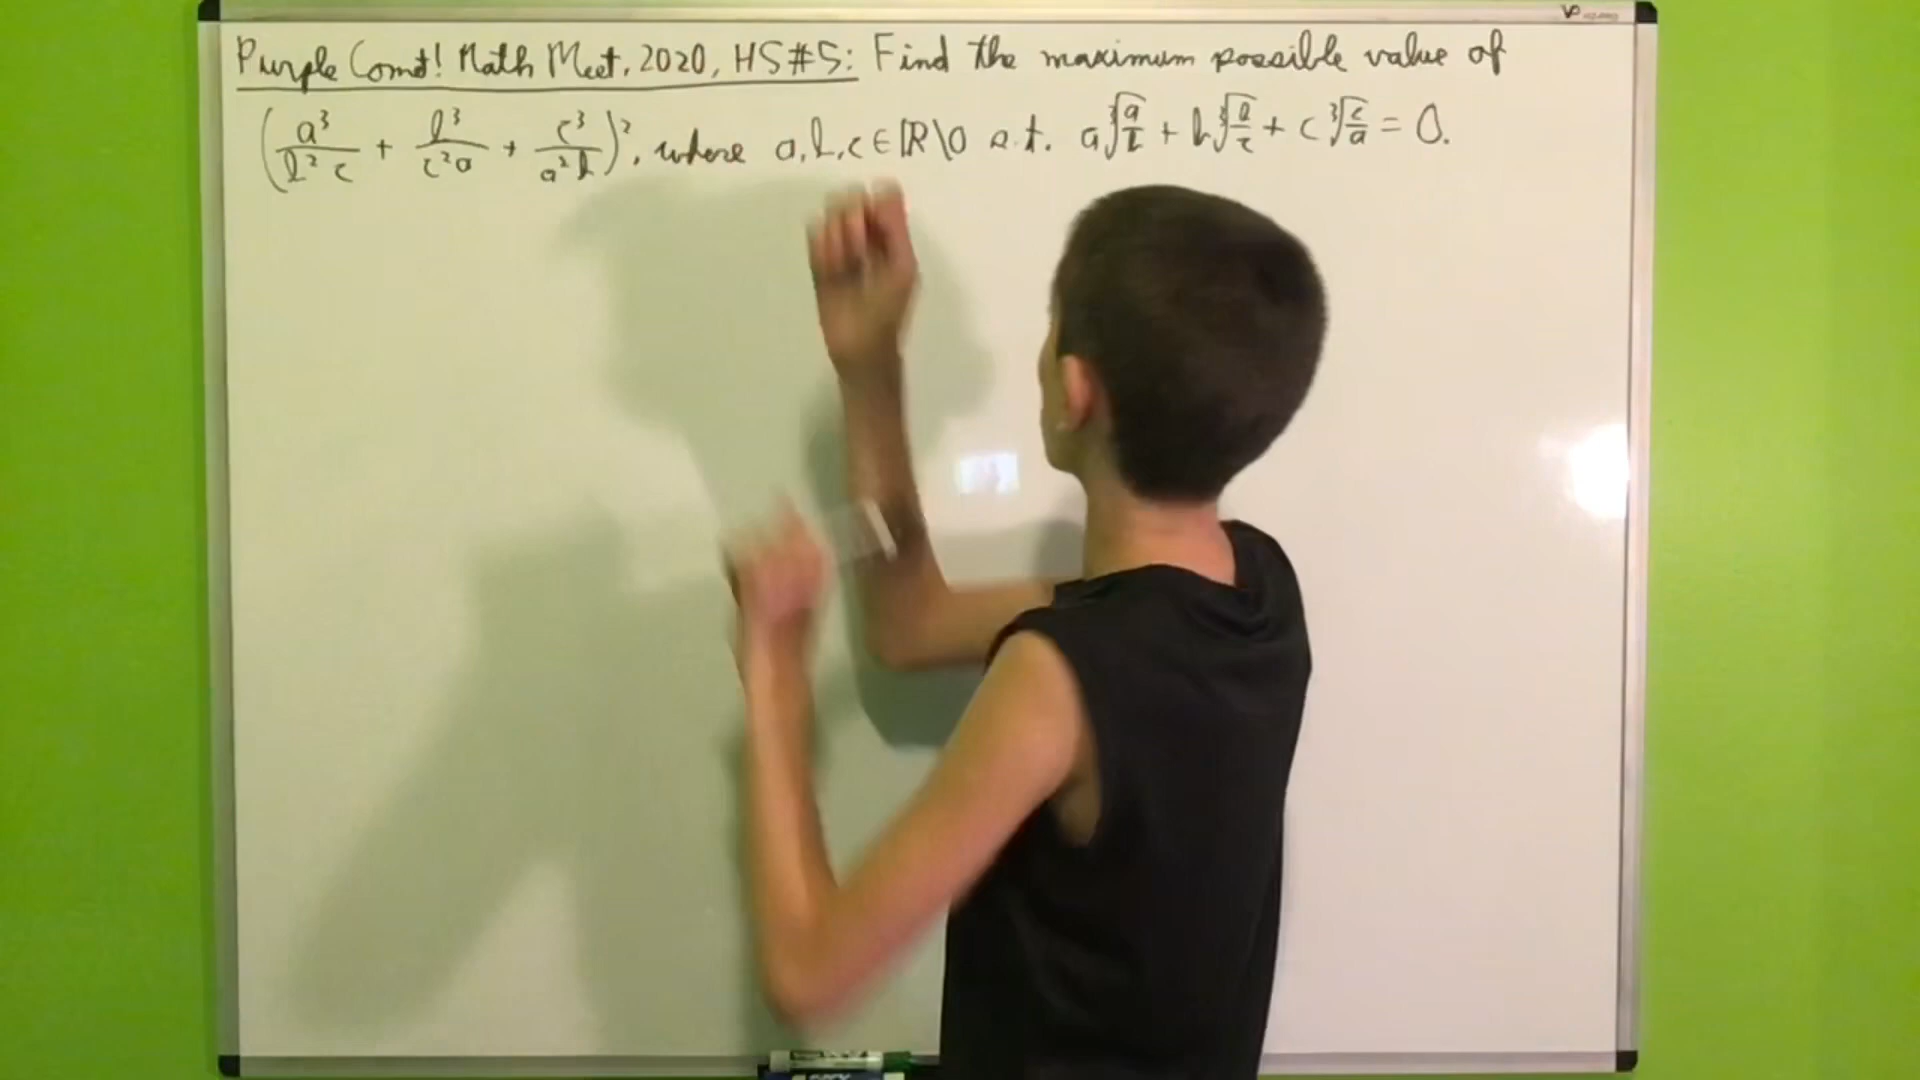 Purple Comet! Math Meet, 2020, HS#5: Find the maximum possible value of
(a³/b²c + b³/c²a + c³/a²b)², where a,b,c ∈ ℝ\0 s.t. a∛(a/b) + b∛(b/c) + c∛(c/a) = 0.